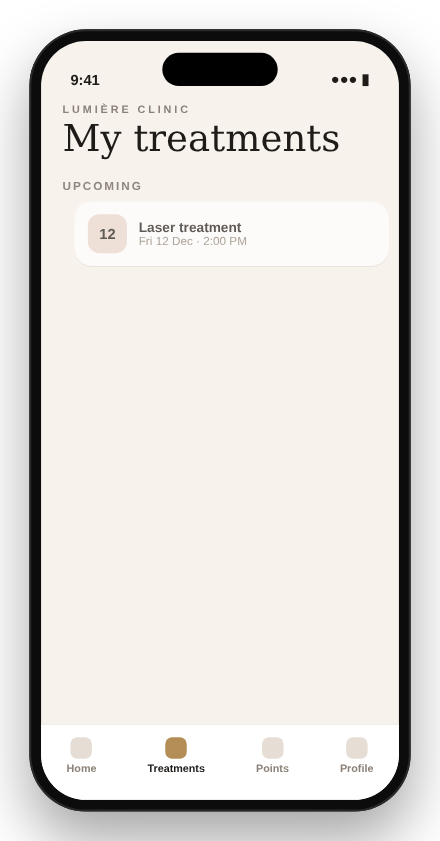 9:41
LUMIÈRE CLINIC
My treatments
UPCOMING
12
Laser treatment
Fri 12 Dec · 2:00 PM
Home Treatments Points Profile